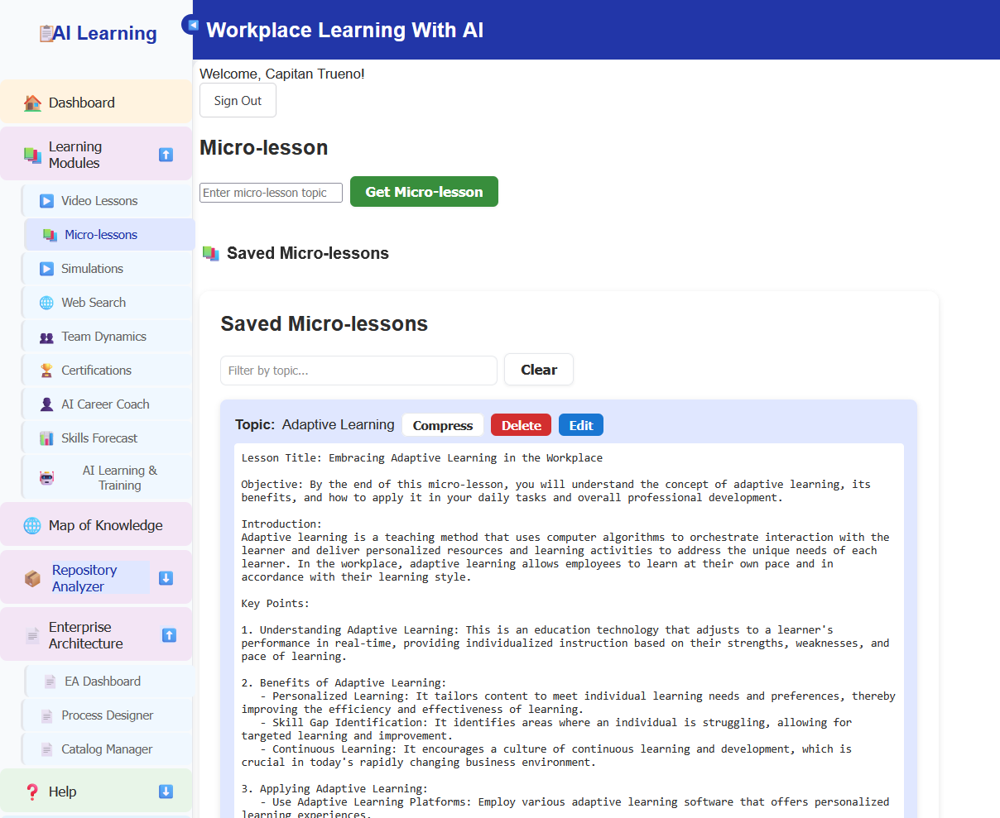 AI Learning
Workplace Learning With AI
Welcome, Capitan Trueno!
Sign Out
Dashboard
Learning
Modules
Video Lessons
Micro-lessons
Simulations
Web Search
Team Dynamics
Certifications
AI Career Coach
Skills Forecast
AI Learning &
Training
Map of Knowledge
Repository
Analyzer
Enterprise
Architecture
EA Dashboard
Process Designer
Catalog Manager
Help
Micro-lesson
Enter micro-lesson topic
Get Micro-lesson
Saved Micro-lessons
Saved Micro-lessons
Filter by topic...
Clear
Topic: Adaptive Learning
Compress
Delete
Edit
Lesson Title: Embracing Adaptive Learning in the Workplace
Objective: By the end of this micro-lesson, you will understand the concept of adaptive learning, its
benefits, and how to apply it in your daily tasks and overall professional development.
Introduction:
Adaptive learning is a teaching method that uses computer algorithms to orchestrate interaction with the
learner and deliver personalized resources and learning activities to address the unique needs of each
learner. In the workplace, adaptive learning allows employees to learn at their own pace and in
accordance with their learning style.
Key Points:
1. Understanding Adaptive Learning: This is an education technology that adjusts to a learner's
performance in real-time, providing individualized instruction based on their strengths, weaknesses, and
pace of learning.
2. Benefits of Adaptive Learning:
- Personalized Learning: It tailors content to meet individual learning needs and preferences, thereby
improving the efficiency and effectiveness of learning.
- Skill Gap Identification: It identifies areas where an individual is struggling, allowing for
targeted learning and improvement.
- Continuous Learning: It encourages a culture of continuous learning and development, which is
crucial in today's rapidly changing business environment.
3. Applying Adaptive Learning:
- Use Adaptive Learning Platforms: Employ various adaptive learning software that offers personalized
learning experiences.